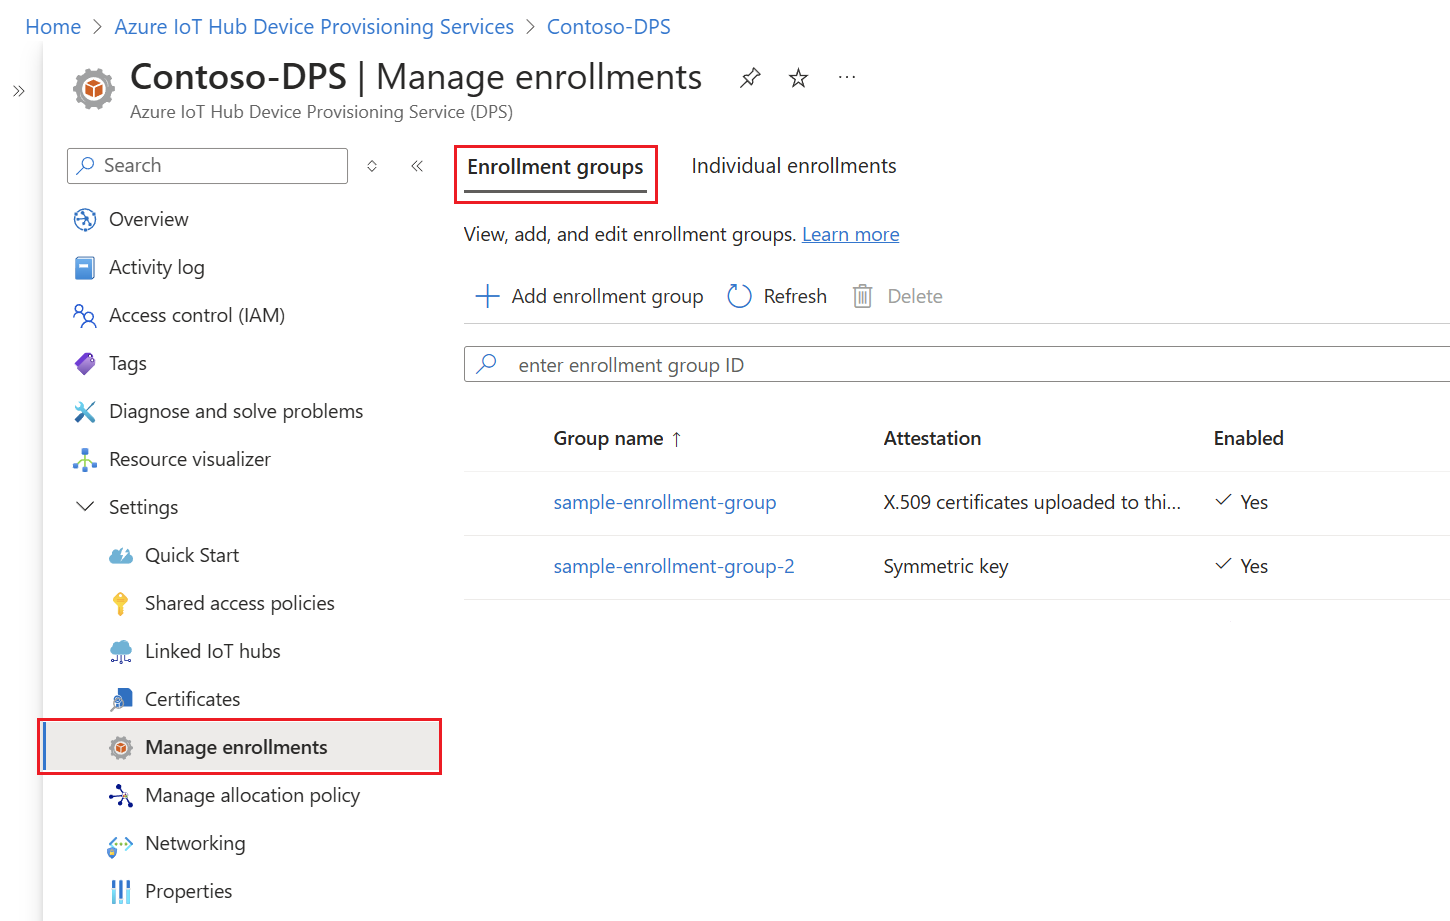 Home > Azure IoT Hub Device Provisioning Services > Contoso-DPS
Contoso-DPS | Manage enrollments
Azure IoT Hub Device Provisioning Service (DPS)
Search
Overview
Activity log
Access control (IAM)
Tags
Diagnose and solve problems
Resource visualizer
Settings
Quick Start
Shared access policies
Linked IoT hubs
Certificates
Manage enrollments
Manage allocation policy
Networking
Properties
Enrollment groups Individual enrollments
View, add, and edit enrollment groups. Learn more
Add enrollment group Refresh Delete
enter enrollment group ID
Group name ↑ Attestation Enabled
sample-enrollment-group X.509 certificates uploaded to thi... Yes
sample-enrollment-group-2 Symmetric key Yes